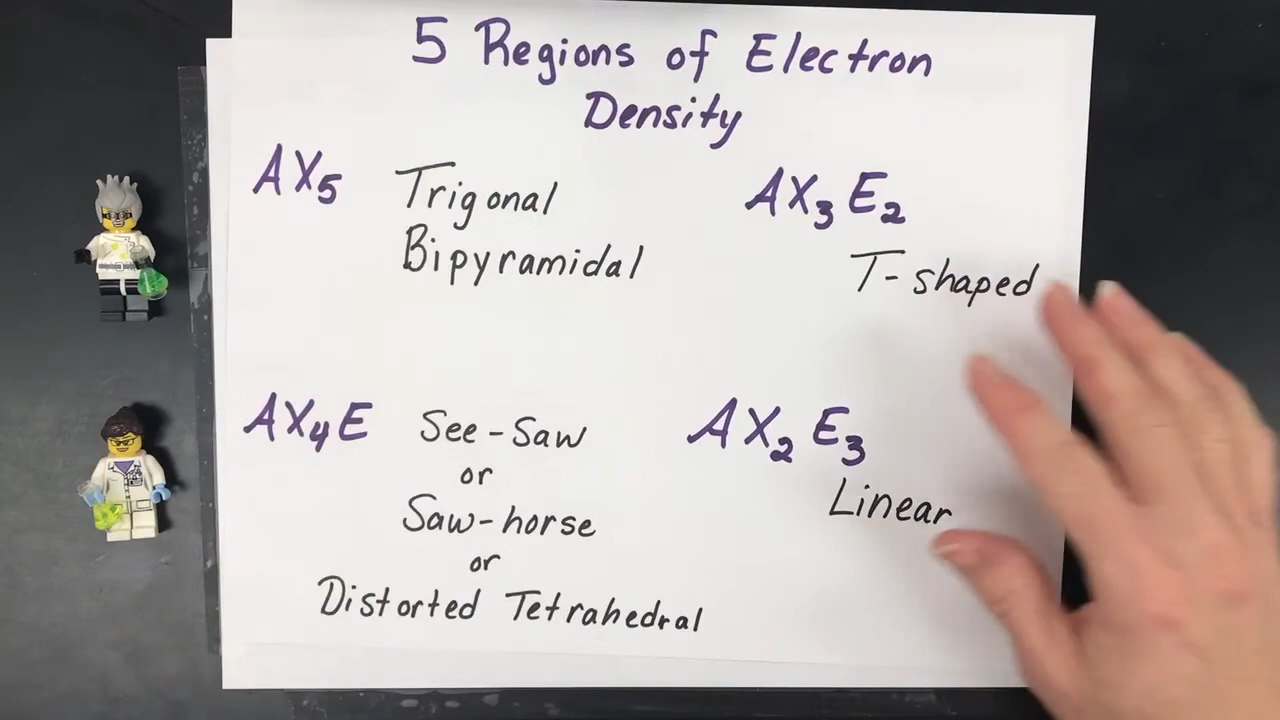 5 Regions of Electron
Density
AX₅ Trigonal
Bipyramidal
AX₃E₂
T-shaped
AX₄E See-Saw
or
Saw-horse
or
Distorted Tetrahedral
AX₂E₃
Linear